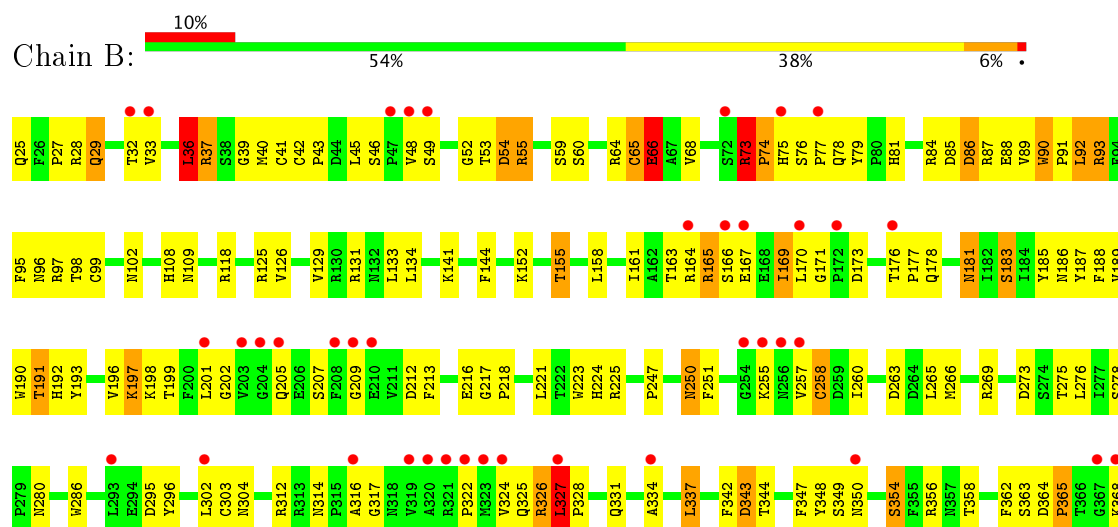 10%
Chain B:
54% 38% 6% •
Q25 F26 P27 R28 Q29 T32 V33 L36 R37 S38 G39 M40 C41 C42 P43 D44 L45 S46 P47 V48 S49 G52 T53 D54 R55 S59 S60 R64 C65 E66 A67 V68 S72 R73 P74 H75 S76 P77 Q78 Y79 P80 H81 R84 D85 D86 R87 E88 V89 W90 P91 L92 R93 F94
F95 N96 R97 T98 C99 N102 H108 N109 R118 R125 V126 V129 R130 R131 N132 L133 L134 K141 F144 K152 T155 L158 I161 A162 T163 R164 R165 S166 E167 E168 I169 L170 G171 P172 D173 T176 P177 Q178 N181 I182 S183 I184 Y185 N186 Y187 F188 V189
W190 T191 H192 Y193 V196 K197 K198 T199 F200 L201 G202 V203 G204 Q205 E206 S207 F208 G209 E210 V211 D212 F213 E216 G217 P218 L221 T222 W223 H224 R225 P247 N250 F251 G254 K255 N256 V257 C258 D259 I260 D263 D264 L265 M266 R269 D273 S274 T275 L276 I277 S278
P279 N280 W286 L293 E294 D295 Y296 L302 G303 N304 R312 R313 N314 P315 A316 G317 N318 V319 A320 R321 P322 M323 V324 Q325 R326 L327 P328 Q331 A334 L337 F342 D343 T344 F347 Y348 S349 N350 S354 F355 R356 N357 T358 F362 S363 D364 P365 T366 G367 K368